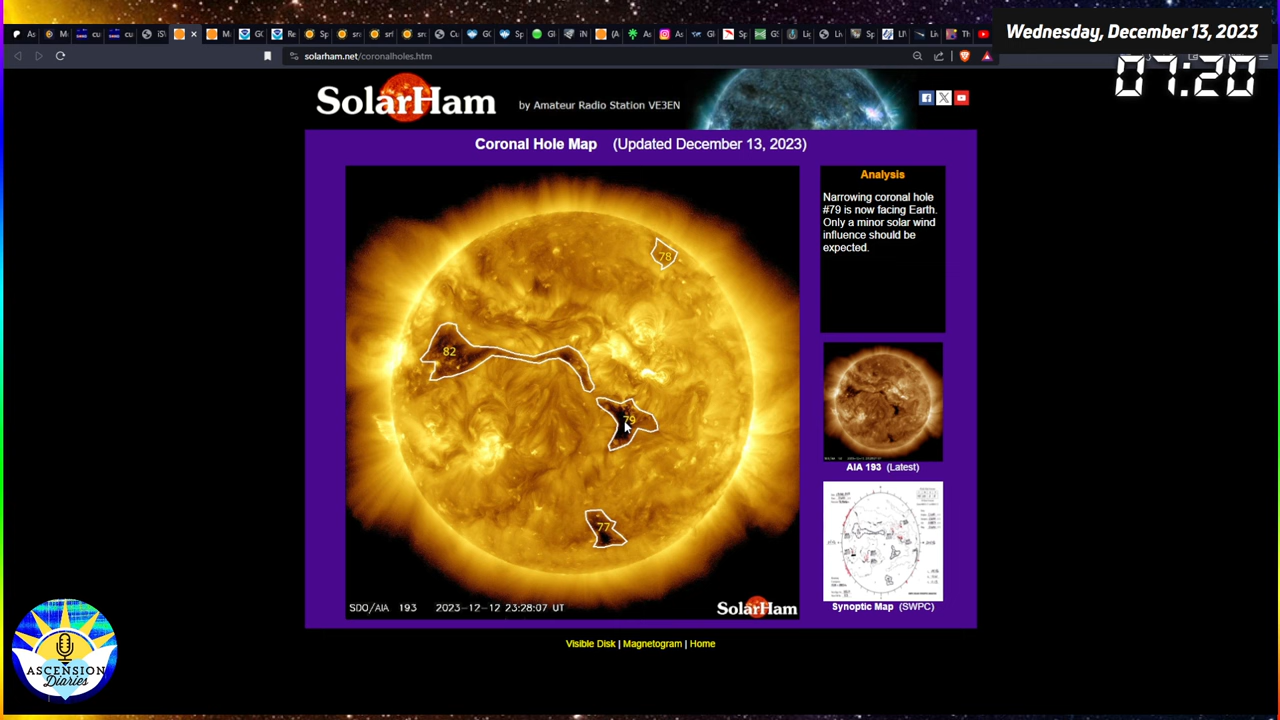 Wednesday, December 13, 2023
07:20
solarham.net/coronalholes.htm
SolarHam
by Amateur Radio Station VE3EN
Coronal Hole Map (Updated December 13, 2023)
Analysis
Narrowing coronal hole
#79 is now facing Earth.
Only a minor solar wind
influence should be
expected.
78
82
79
77
AIA 193 (Latest)
Synoptic Map (SWPC)
SDO/AIA 193 2023-12-12 23:28:07 UT
SolarHam
Visible Disk | Magnetogram | Home
ASCENSION
Diaries